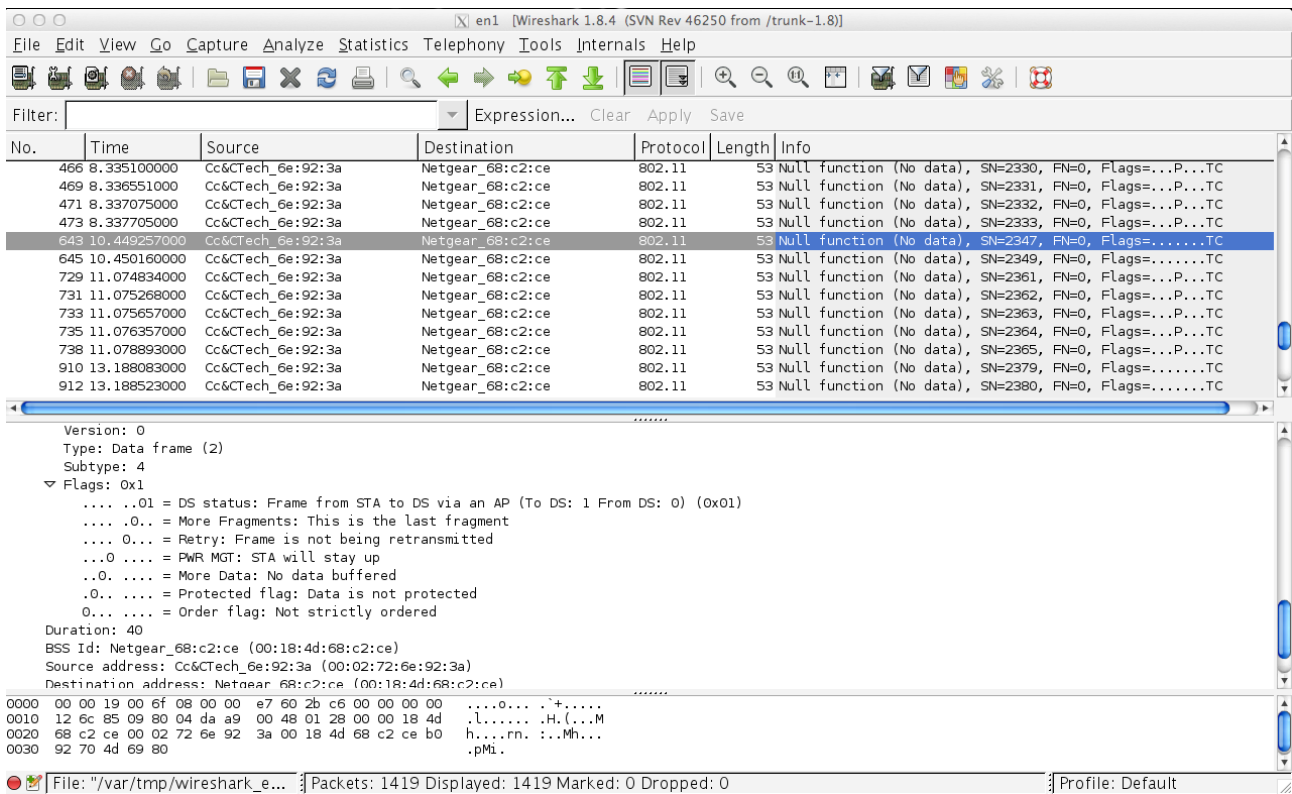 en1 [Wireshark 1.8.4 (SVN Rev 46250 from /trunk-1.8)]
File Edit View Go Capture Analyze Statistics Telephony Tools Internals Help
Filter: Expression... Clear Apply Save
No. Time Source Destination Protocol Length Info
466 8.335100000 Cc&CTech_6e:92:3a Netgear_68:c2:ce 802.11 53 Null function (No data), SN=2330, FN=0, Flags=...P...TC
469 8.336551000 Cc&CTech_6e:92:3a Netgear_68:c2:ce 802.11 53 Null function (No data), SN=2331, FN=0, Flags=...P...TC
471 8.337075000 Cc&CTech_6e:92:3a Netgear_68:c2:ce 802.11 53 Null function (No data), SN=2332, FN=0, Flags=...P...TC
473 8.337705000 Cc&CTech_6e:92:3a Netgear_68:c2:ce 802.11 53 Null function (No data), SN=2333, FN=0, Flags=...P...TC
643 10.449257000 Cc&CTech_6e:92:3a Netgear_68:c2:ce 802.11 53 Null function (No data), SN=2347, FN=0, Flags=.......TC
645 10.450160000 Cc&CTech_6e:92:3a Netgear_68:c2:ce 802.11 53 Null function (No data), SN=2349, FN=0, Flags=.......TC
729 11.074834000 Cc&CTech_6e:92:3a Netgear_68:c2:ce 802.11 53 Null function (No data), SN=2361, FN=0, Flags=...P...TC
731 11.075268000 Cc&CTech_6e:92:3a Netgear_68:c2:ce 802.11 53 Null function (No data), SN=2362, FN=0, Flags=...P...TC
733 11.075657000 Cc&CTech_6e:92:3a Netgear_68:c2:ce 802.11 53 Null function (No data), SN=2363, FN=0, Flags=...P...TC
735 11.076357000 Cc&CTech_6e:92:3a Netgear_68:c2:ce 802.11 53 Null function (No data), SN=2364, FN=0, Flags=...P...TC
738 11.078893000 Cc&CTech_6e:92:3a Netgear_68:c2:ce 802.11 53 Null function (No data), SN=2365, FN=0, Flags=...P...TC
910 13.188083000 Cc&CTech_6e:92:3a Netgear_68:c2:ce 802.11 53 Null function (No data), SN=2379, FN=0, Flags=.......TC
912 13.188523000 Cc&CTech_6e:92:3a Netgear_68:c2:ce 802.11 53 Null function (No data), SN=2380, FN=0, Flags=.......TC
Version: 0
Type: Data frame (2)
Subtype: 4
Flags: 0x1
.... ..01 = DS status: Frame from STA to DS via an AP (To DS: 1 From DS: 0) (0x01)
.... .0.. = More Fragments: This is the last fragment
.... 0... = Retry: Frame is not being retransmitted
...0 .... = PWR MGT: STA will stay up
..0. .... = More Data: No data buffered
.0.. .... = Protected flag: Data is not protected
0... .... = Order flag: Not strictly ordered
Duration: 40
BSS Id: Netgear_68:c2:ce (00:18:4d:68:c2:ce)
Source address: Cc&CTech_6e:92:3a (00:02:72:6e:92:3a)
Destination address: Netgear_68:c2:ce (00:18:4d:68:c2:ce)
0000 00 00 19 00 6f 08 00 00 e7 60 2b c6 00 00 00 00 ....o... .`+.....
0010 12 6c 85 09 80 04 da a9 00 48 01 28 00 00 18 4d .l...... .H.(...M
0020 68 c2 ce 00 02 72 6e 92 3a 00 18 4d 68 c2 ce b0 h....rn. :..Mh...
0030 92 70 4d 69 80 .pMi.
File: "/var/tmp/wireshark_e... Packets: 1419 Displayed: 1419 Marked: 0 Dropped: 0 Profile: Default